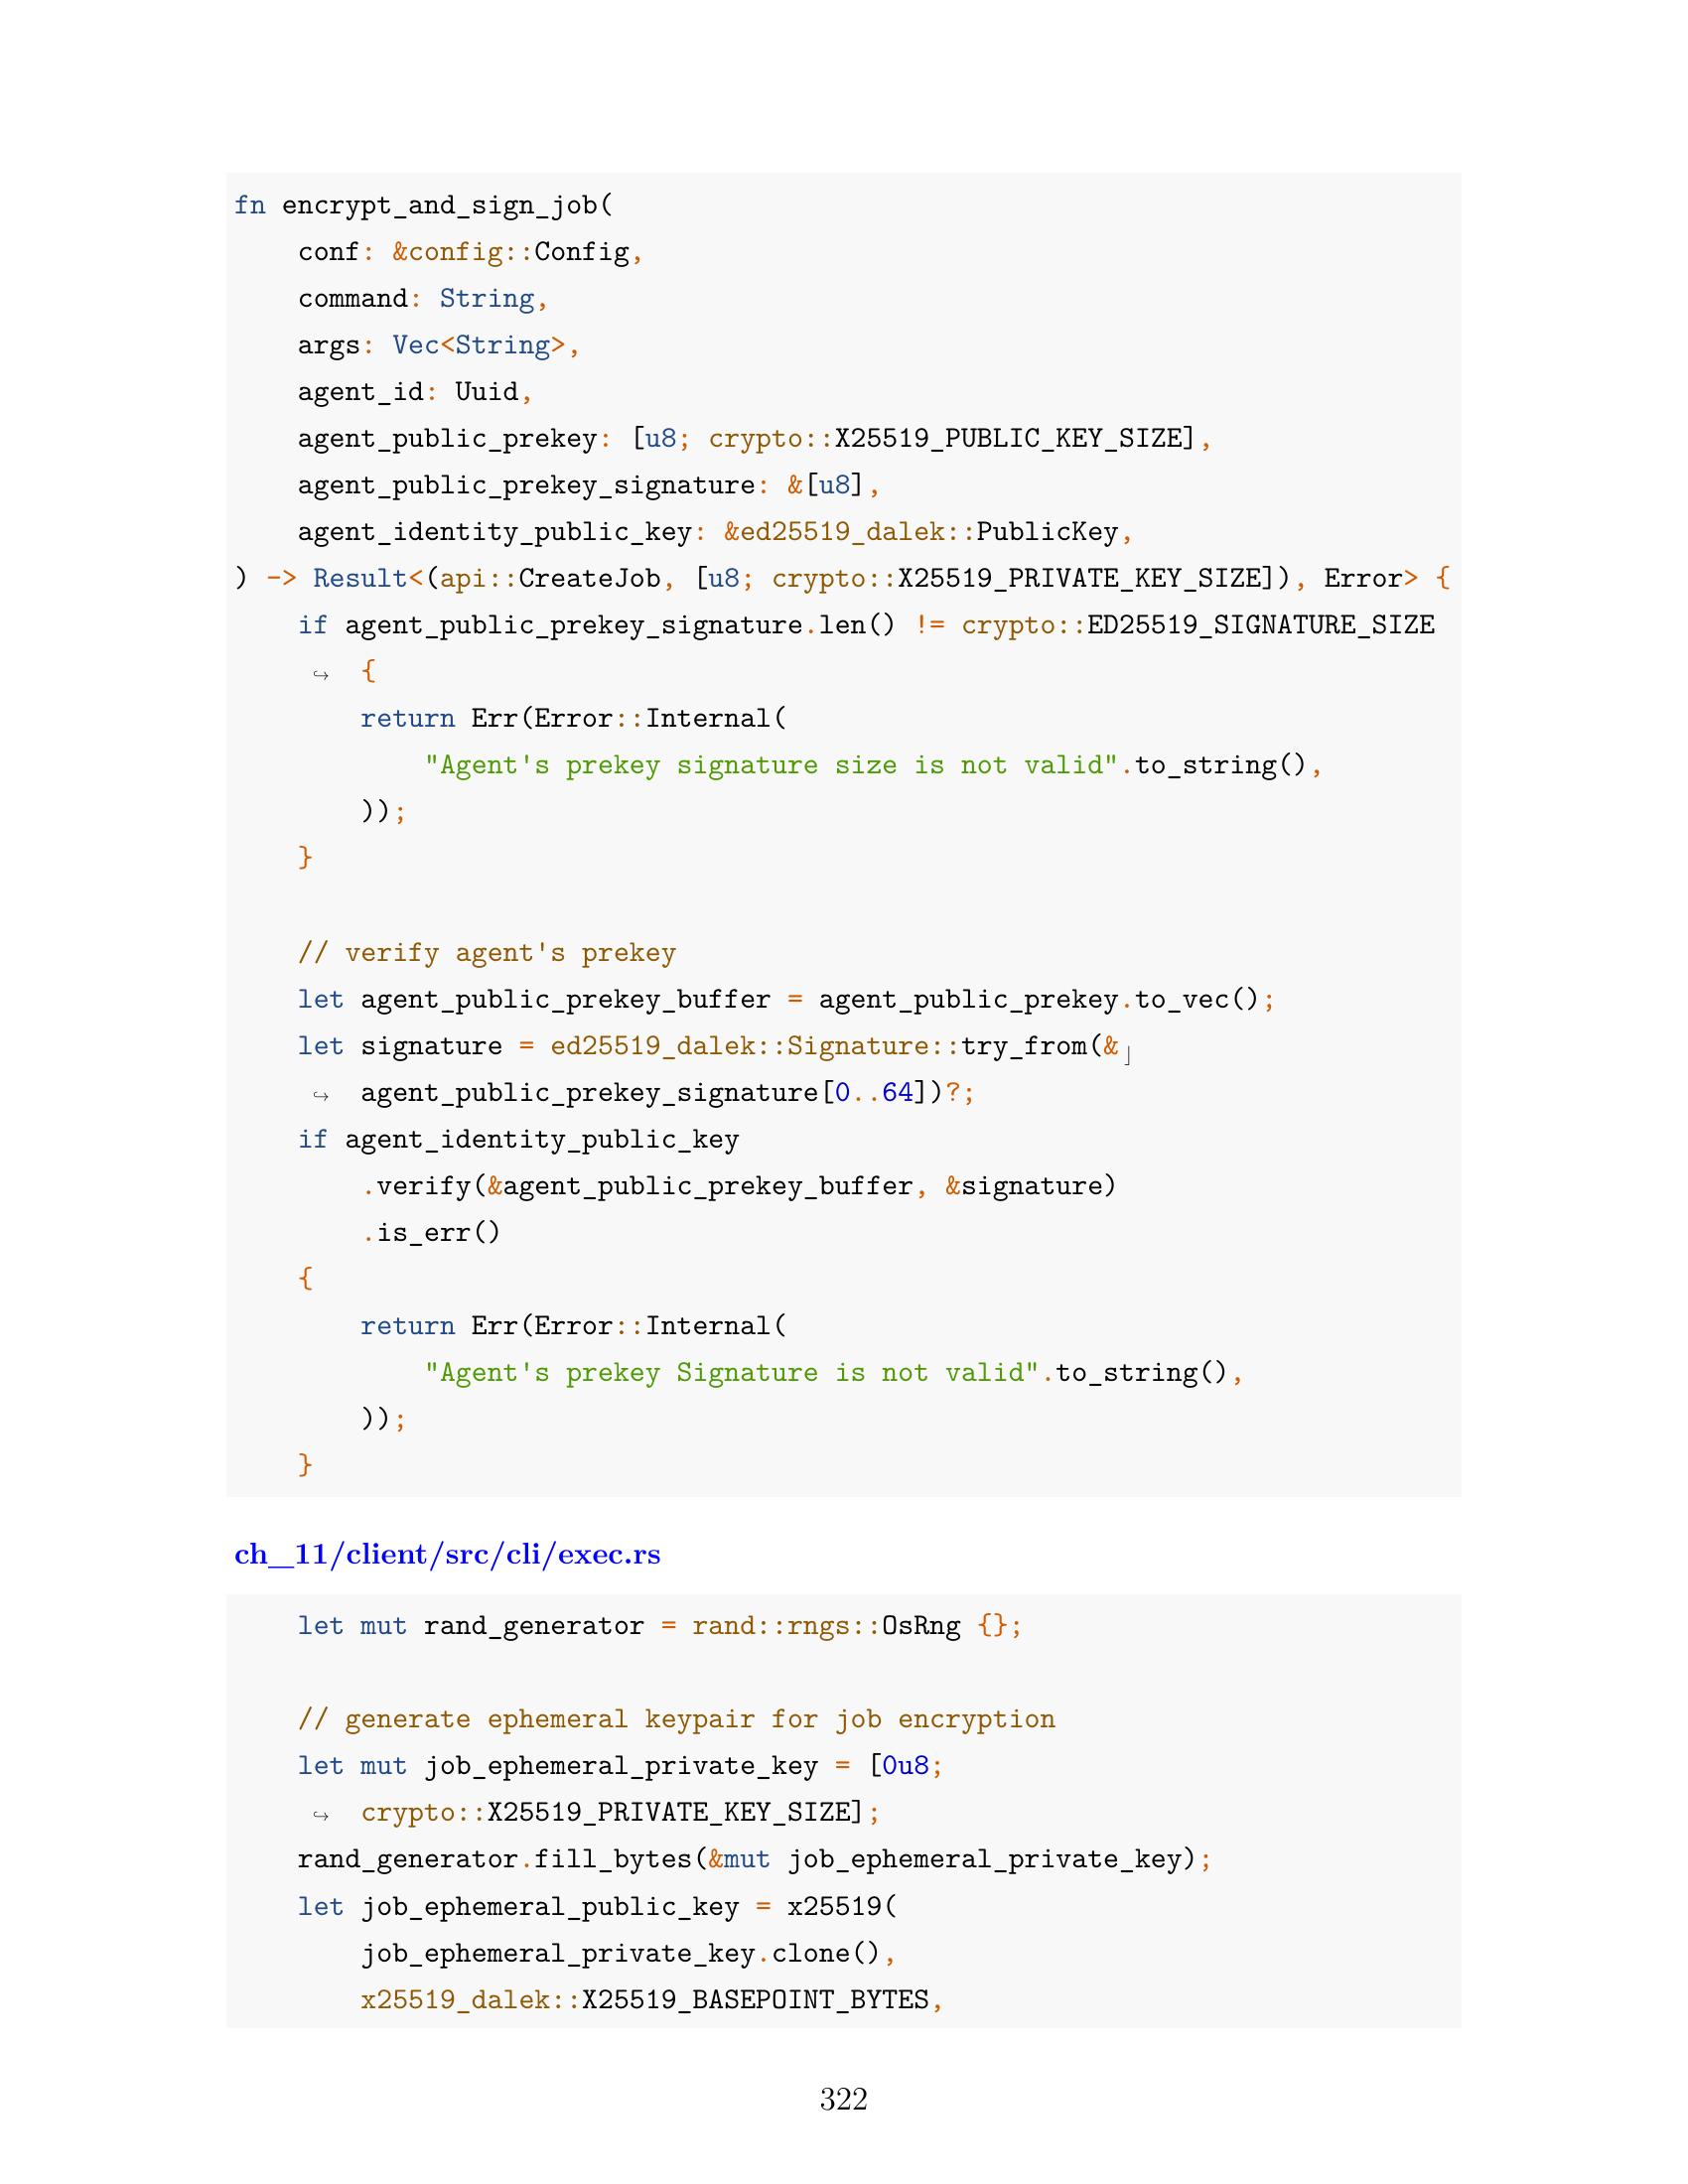 fn encrypt_and_sign_job(
    conf: &config::Config,
    command: String,
    args: Vec<String>,
    agent_id: Uuid,
    agent_public_prekey: [u8; crypto::X25519_PUBLIC_KEY_SIZE],
    agent_public_prekey_signature: &[u8],
    agent_identity_public_key: &ed25519_dalek::PublicKey,
) -> Result<(api::CreateJob, [u8; crypto::X25519_PRIVATE_KEY_SIZE]), Error> {
    if agent_public_prekey_signature.len() != crypto::ED25519_SIGNATURE_SIZE
     ↪  {
        return Err(Error::Internal(
            "Agent's prekey signature size is not valid".to_string(),
        ));
    }

    // verify agent's prekey
    let agent_public_prekey_buffer = agent_public_prekey.to_vec();
    let signature = ed25519_dalek::Signature::try_from(&⌋
     ↪  agent_public_prekey_signature[0..64])?;
    if agent_identity_public_key
        .verify(&agent_public_prekey_buffer, &signature)
        .is_err()
    {
        return Err(Error::Internal(
            "Agent's prekey Signature is not valid".to_string(),
        ));
    }

ch_11/client/src/cli/exec.rs

    let mut rand_generator = rand::rngs::OsRng {};

    // generate ephemeral keypair for job encryption
    let mut job_ephemeral_private_key = [0u8;
     ↪  crypto::X25519_PRIVATE_KEY_SIZE];
    rand_generator.fill_bytes(&mut job_ephemeral_private_key);
    let job_ephemeral_public_key = x25519(
        job_ephemeral_private_key.clone(),
        x25519_dalek::X25519_BASEPOINT_BYTES,

322